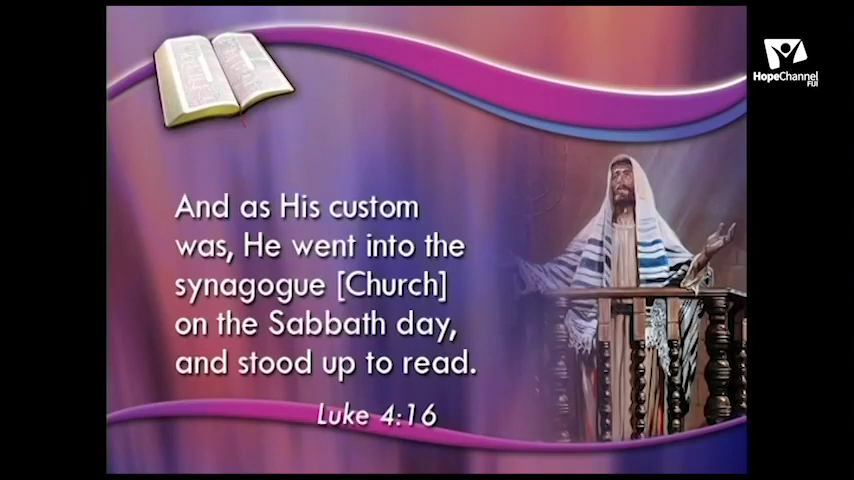 HopeChannel
FIJI
And as His custom
was, He went into the
synagogue [Church]
on the Sabbath day,
and stood up to read.
Luke 4:16